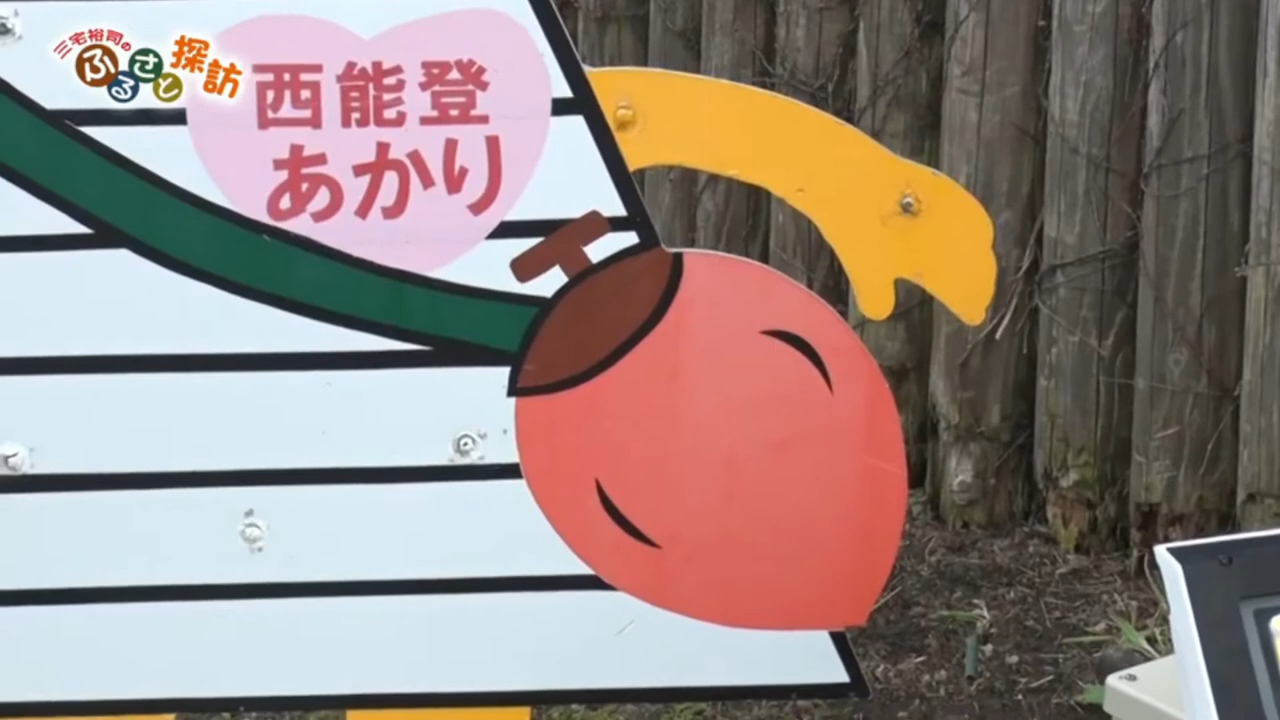 三宅裕司の
ふるさと探訪
西能登
あかり